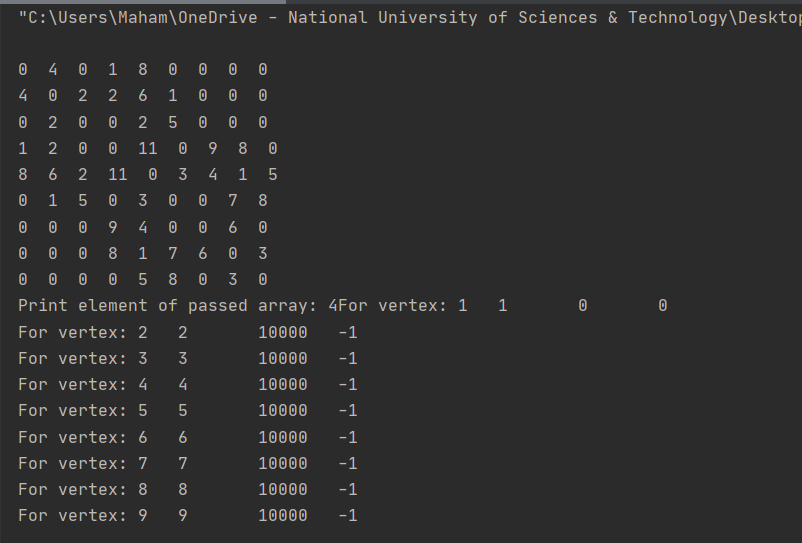 "C:\Users\Maham\OneDrive - National University of Sciences & Technology\Desktop
0 4 0 1 8 0 0 0 0
4 0 2 2 6 1 0 0 0
0 2 0 0 2 5 0 0 0
1 2 0 0 11 0 9 8 0
8 6 2 11 0 3 4 1 5
0 1 5 0 3 0 0 7 8
0 0 0 9 4 0 0 6 0
0 0 0 8 1 7 6 0 3
0 0 0 0 5 8 0 3 0
Print element of passed array: 4For vertex: 1 1 0 0
For vertex: 2 2 10000 -1
For vertex: 3 3 10000 -1
For vertex: 4 4 10000 -1
For vertex: 5 5 10000 -1
For vertex: 6 6 10000 -1
For vertex: 7 7 10000 -1
For vertex: 8 8 10000 -1
For vertex: 9 9 10000 -1